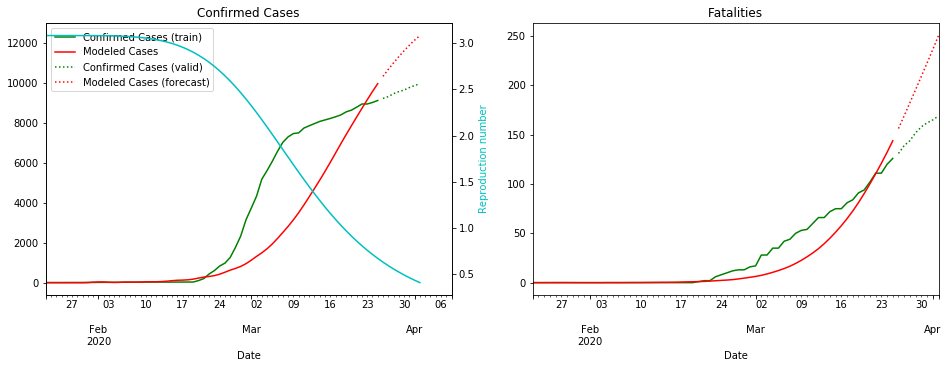 Confirmed Cases
12000
10000
8000
6000
4000
2000
0
Confirmed Cases (train)
Modeled Cases
Confirmed Cases (valid)
Modeled Cases (forecast)
3.0
2.5
2.0
1.5
1.0
0.5
Reproduction number
27 03 10 17 24 02 09 16 23 30 06
Feb Mar Apr
2020
Date
Fatalities
250
200
150
100
50
0
27 03 10 17 24 02 09 16 23 30
Feb Mar Apr
2020
Date